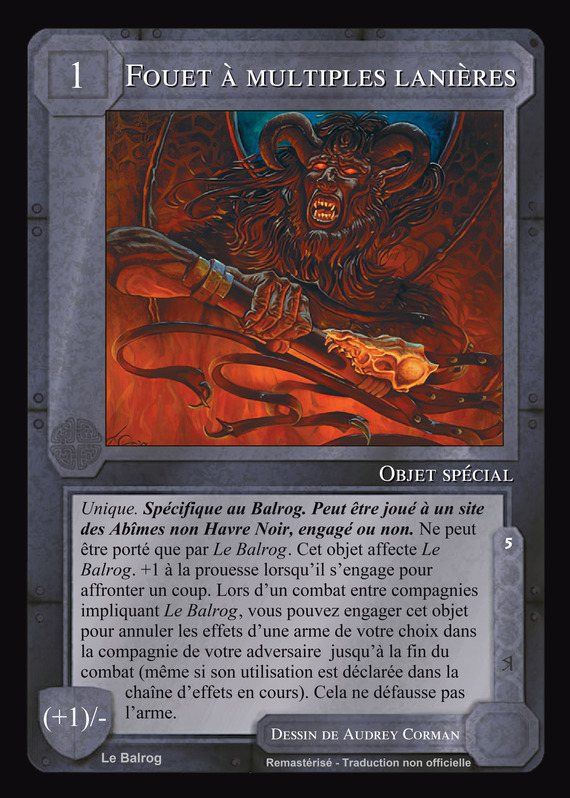 1
FOUET À MULTIPLES LANIÈRES
OBJET SPÉCIAL
Unique. Spécifique au Balrog. Peut être joué à un site
des Abîmes non Havre Noir, engagé ou non. Ne peut
être porté que par Le Balrog. Cet objet affecte Le
Balrog. +1 à la prouesse lorsqu'il s'engage pour
affronter un coup. Lors d'un combat entre compagnies
impliquant Le Balrog, vous pouvez engager cet objet
pour annuler les effets d'une arme de votre choix dans
la compagnie de votre adversaire jusqu'à la fin du
combat (même si son utilisation est déclarée dans la
chaîne d'effets en cours). Cela ne défausse pas
l'arme.
5
(+1)/-
DESSIN DE AUDREY CORMAN
Le Balrog
Remastérisé - Traduction non officielle